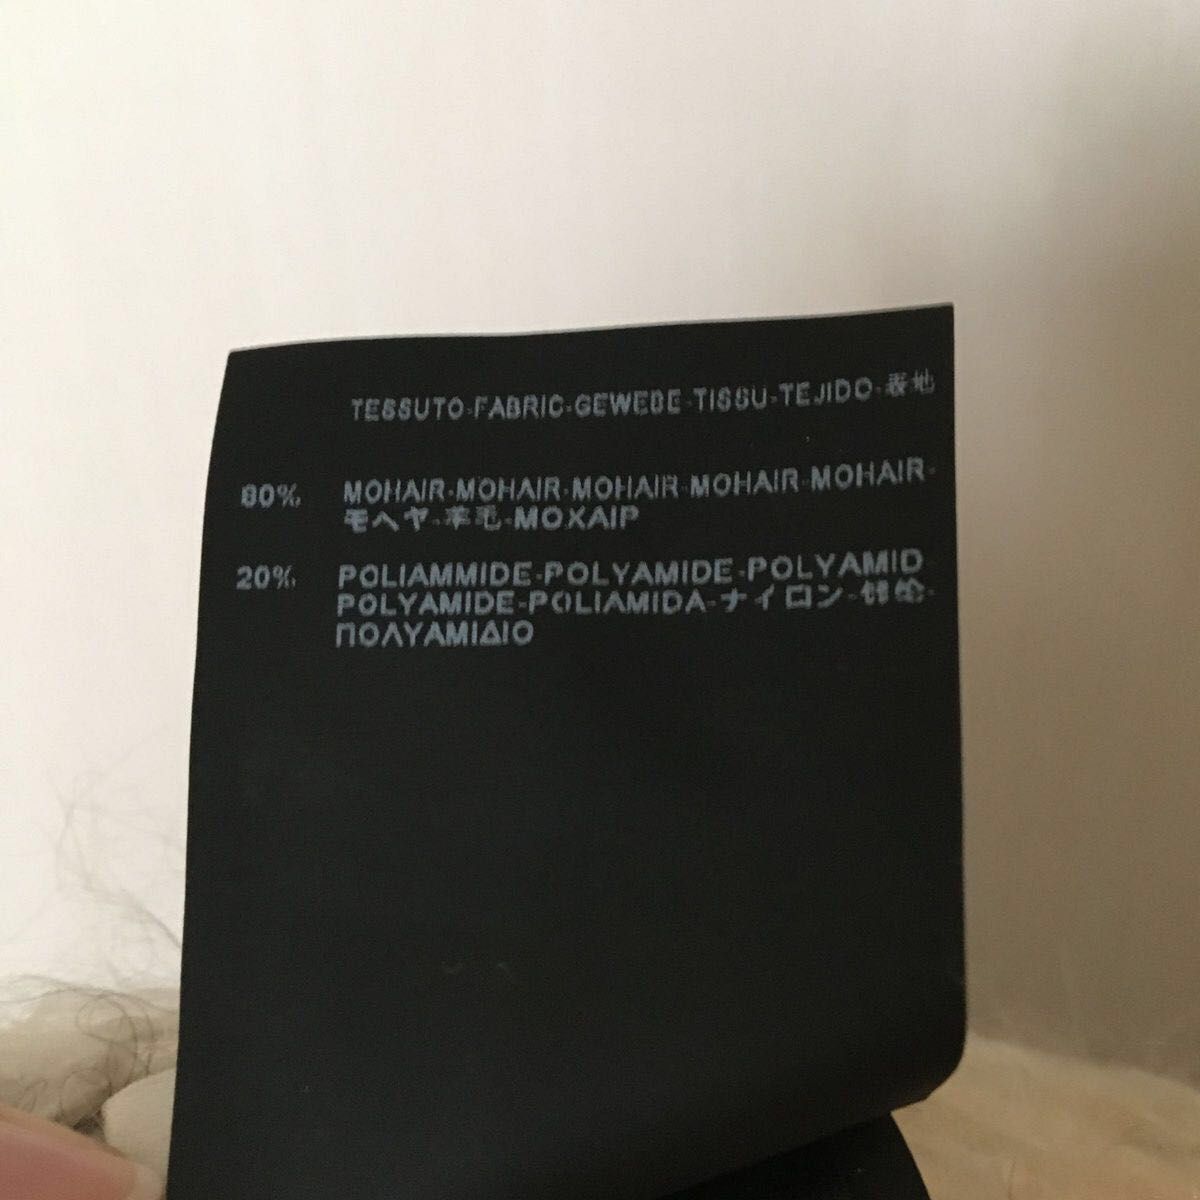 TESSUTO-FABRIC-GEWEBE-TISSU-TEJIDO-表地
80% MOHAIR-MOHAIR-MOHAIR-MOHAIR-MOHAIR-
モヘヤ-羊毛-MOXAIP
20% POLIAMMIDE-POLYAMIDE-POLYAMID
POLYAMIDE-POLIAMIDA-ナイロン-
ΠΟΛΥΑΜΙΔΙΟ